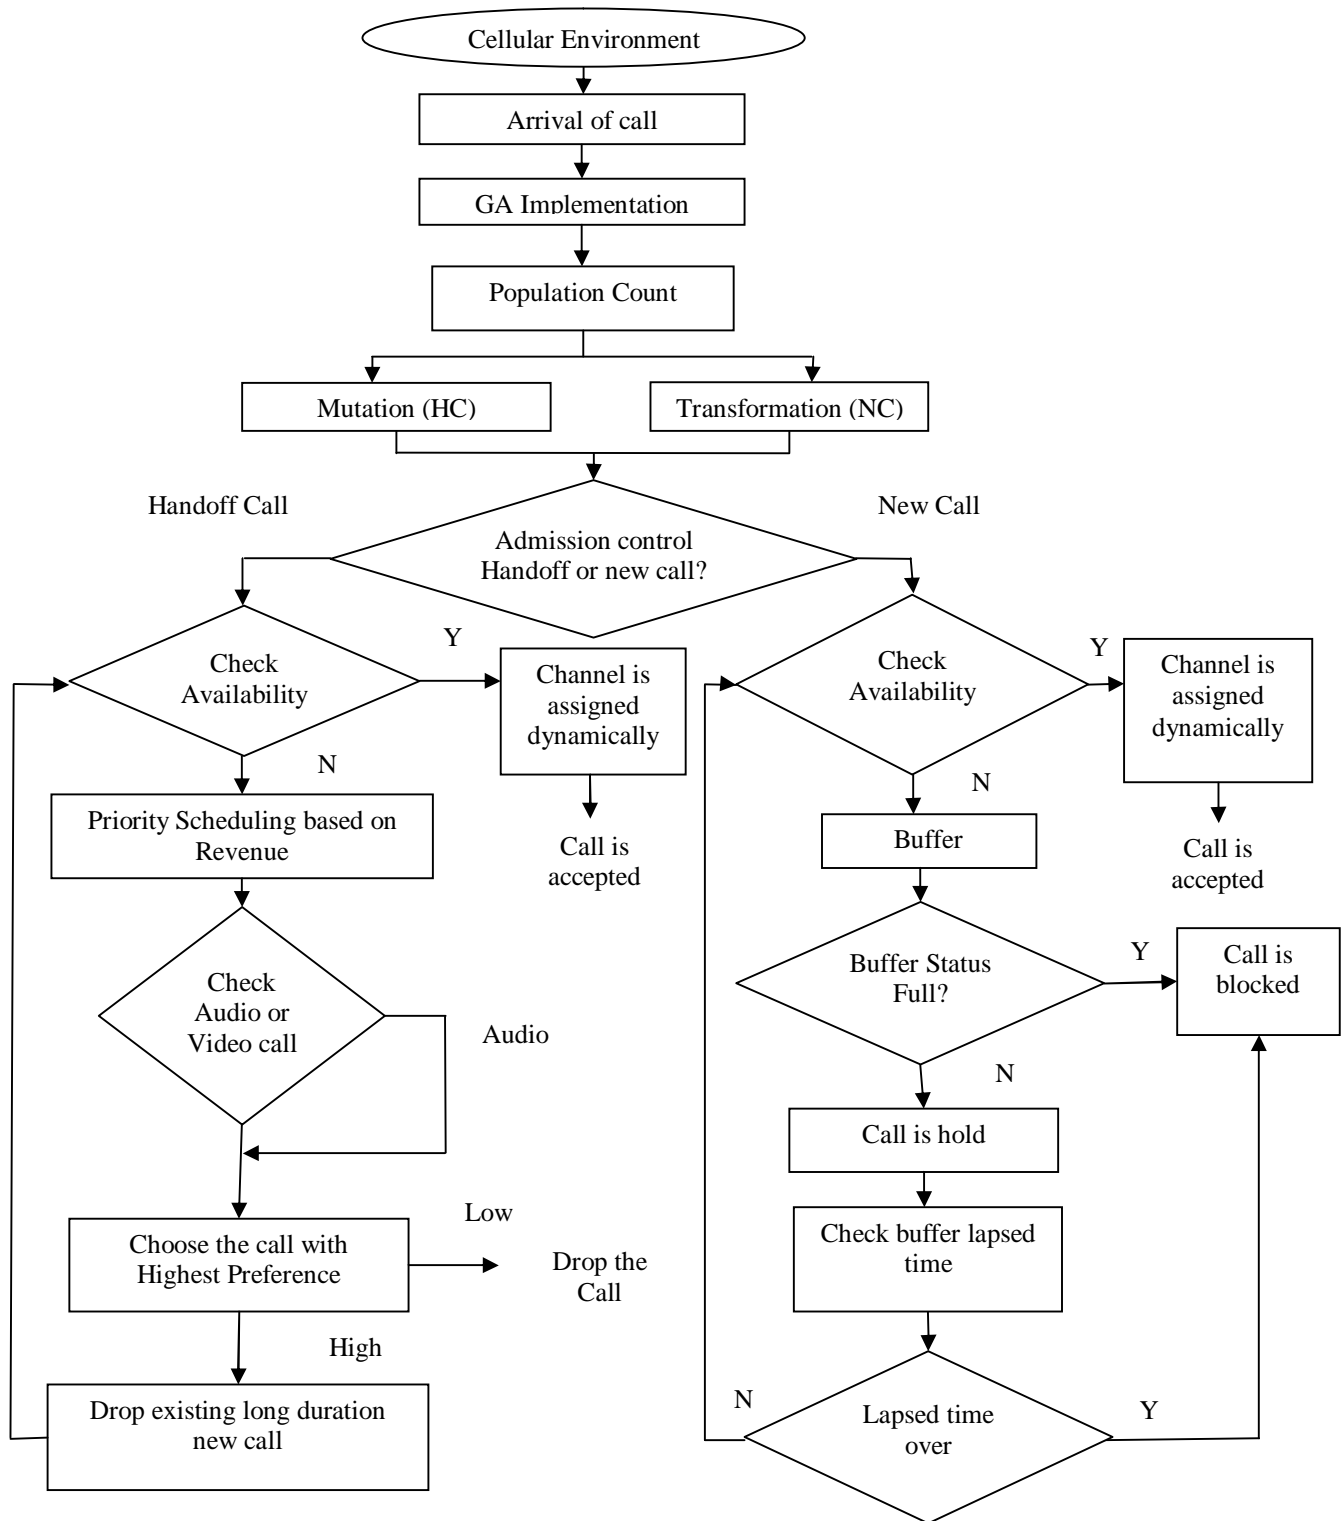 Cellular Environment
Arrival of call
GA Implementation
Population Count
Mutation (HC)
Transformation (NC)
Handoff Call
New Call
Admission control
Handoff or new call?
Check
Availability
Y
Channel is
assigned
dynamically
Call is
accepted
N
Priority Scheduling based on
Revenue
Check
Audio or
Video call
Audio
Choose the call with
Highest Preference
Low
Drop the
Call
High
Drop existing long duration
new call
Check
Availability
Y
Channel is
assigned
dynamically
Call is
accepted
N
Buffer
Buffer Status
Full?
Y
Call is
blocked
N
Call is hold
Check buffer lapsed
time
Lapsed time
over
N
Y